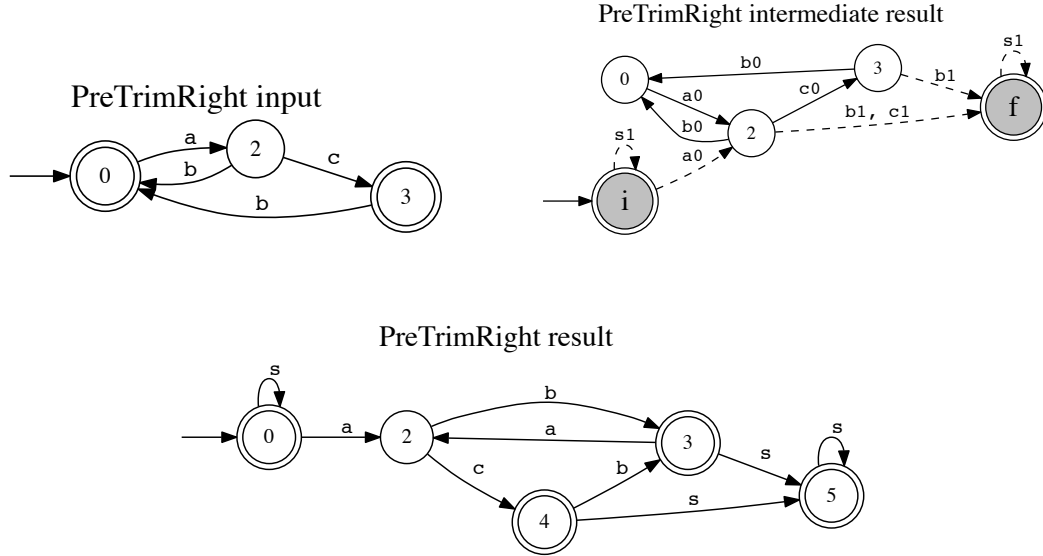 PreTrimRight input
0
a
2
b
c
3
b
PreTrimRight intermediate result
0
b0
3
s1
a0
c0
b1
f
b0
2
b1, c1
s1
a0
i
PreTrimRight result
s
0
a
2
b
a
3
s
s
c
b
4
s
5